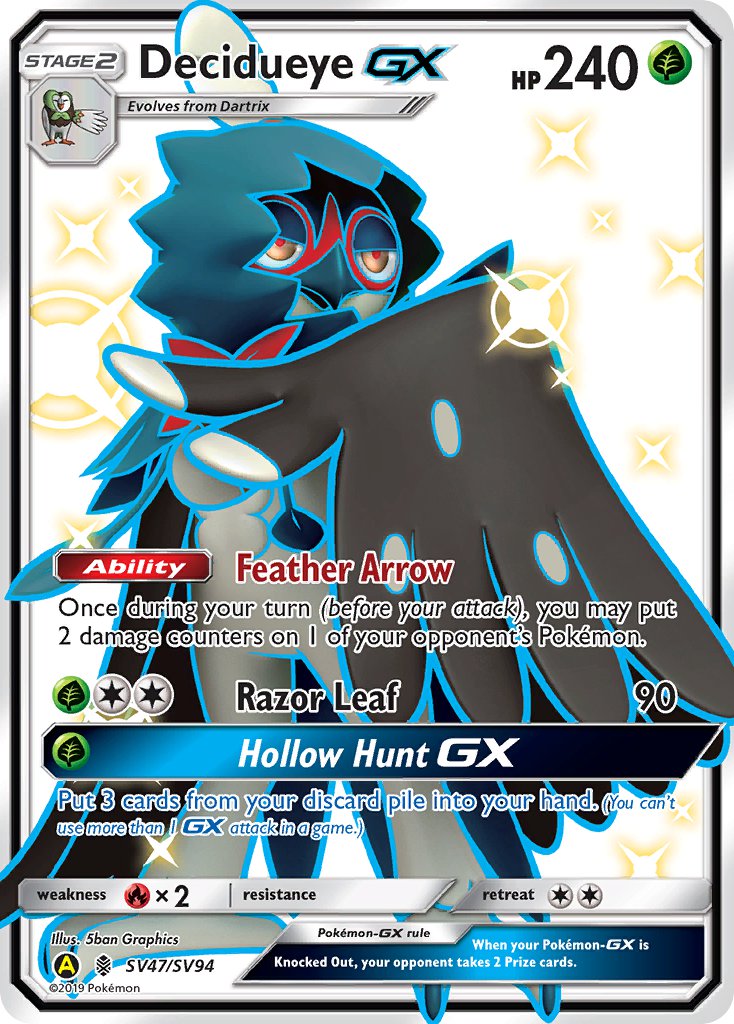 STAGE2 Decidueye GX HP240
Evolves from Dartrix
Ability Feather Arrow
Once during your turn (before your attack), you may put
2 damage counters on 1 of your opponent's Pokémon.
Razor Leaf 90
Hollow Hunt GX
Put 3 cards from your discard pile into your hand. (You can't
use more than 1 GX attack in a game.)
weakness ×2 resistance retreat
Illus. 5ban Graphics
Pokémon-GX rule
When your Pokémon-GX is
Knocked Out, your opponent takes 2 Prize cards.
A SV47/SV94
©2019 Pokémon